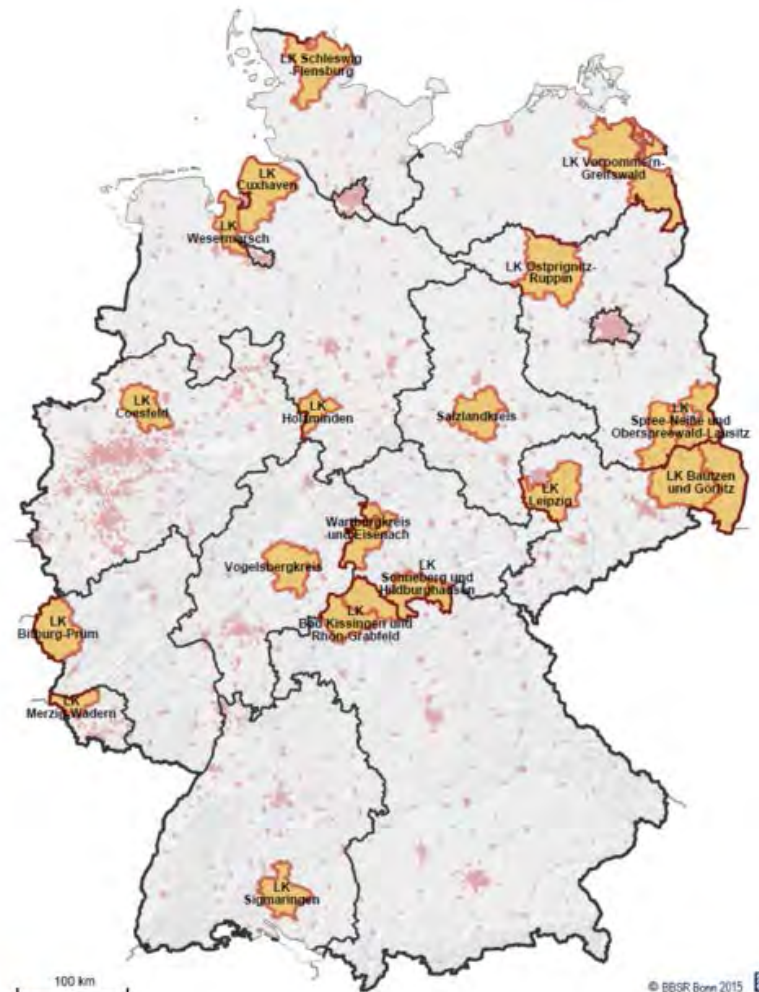 LK Schleswig
-Flensburg
LK
Cuxhaven
LK Vorpommern-
Greifswald
LK
Wesermarsch
LK Ostprignitz-
Ruppin
LK
Coesfeld
LK
Holzminden
Salzlandkreis
LK
Spree-Neiße und
Oberspreewald-Lausitz
LK
Leipzig
LK Bautzen
und Görlitz
Wartburgkreis
und Eisenach
Vogelsbergkreis
LK
Sonneberg und
Hildburghausen
LK
Bad Kissingen und
Rhön-Grabfeld
LK
Bitburg-Prüm
LK
Merzig-Wadern
LK
Sigmaringen
100 km
© BBSR Bonn 2015